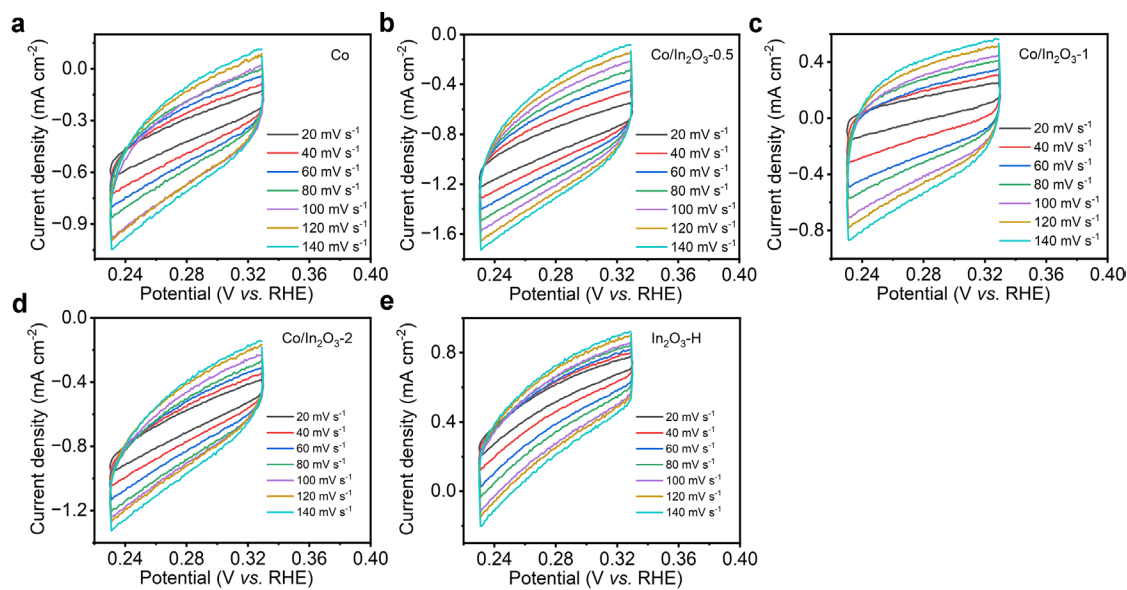 a
Co
0.0
−0.3
−0.6
−0.9
Current density (mA cm⁻²)
20 mV s⁻¹
40 mV s⁻¹
60 mV s⁻¹
80 mV s⁻¹
100 mV s⁻¹
120 mV s⁻¹
140 mV s⁻¹
0.24 0.28 0.32 0.36 0.40
Potential (V vs. RHE)
b
Co/In₂O₃-0.5
0.0
−0.4
−0.8
−1.2
−1.6
Current density (mA cm⁻²)
20 mV s⁻¹
40 mV s⁻¹
60 mV s⁻¹
80 mV s⁻¹
100 mV s⁻¹
120 mV s⁻¹
140 mV s⁻¹
0.24 0.28 0.32 0.36 0.40
Potential (V vs. RHE)
c
Co/In₂O₃-1
0.4
0.0
−0.4
−0.8
Current density (mA cm⁻²)
20 mV s⁻¹
40 mV s⁻¹
60 mV s⁻¹
80 mV s⁻¹
100 mV s⁻¹
120 mV s⁻¹
140 mV s⁻¹
0.24 0.28 0.32 0.36 0.40
Potential (V vs. RHE)
d
Co/In₂O₃-2
0.0
−0.4
−0.8
−1.2
Current density (mA cm⁻²)
20 mV s⁻¹
40 mV s⁻¹
60 mV s⁻¹
80 mV s⁻¹
100 mV s⁻¹
120 mV s⁻¹
140 mV s⁻¹
0.24 0.28 0.32 0.36 0.40
Potential (V vs. RHE)
e
In₂O₃-H
0.8
0.4
0.0
Current density (mA cm⁻²)
20 mV s⁻¹
40 mV s⁻¹
60 mV s⁻¹
80 mV s⁻¹
100 mV s⁻¹
120 mV s⁻¹
140 mV s⁻¹
0.24 0.28 0.32 0.36 0.40
Potential (V vs. RHE)